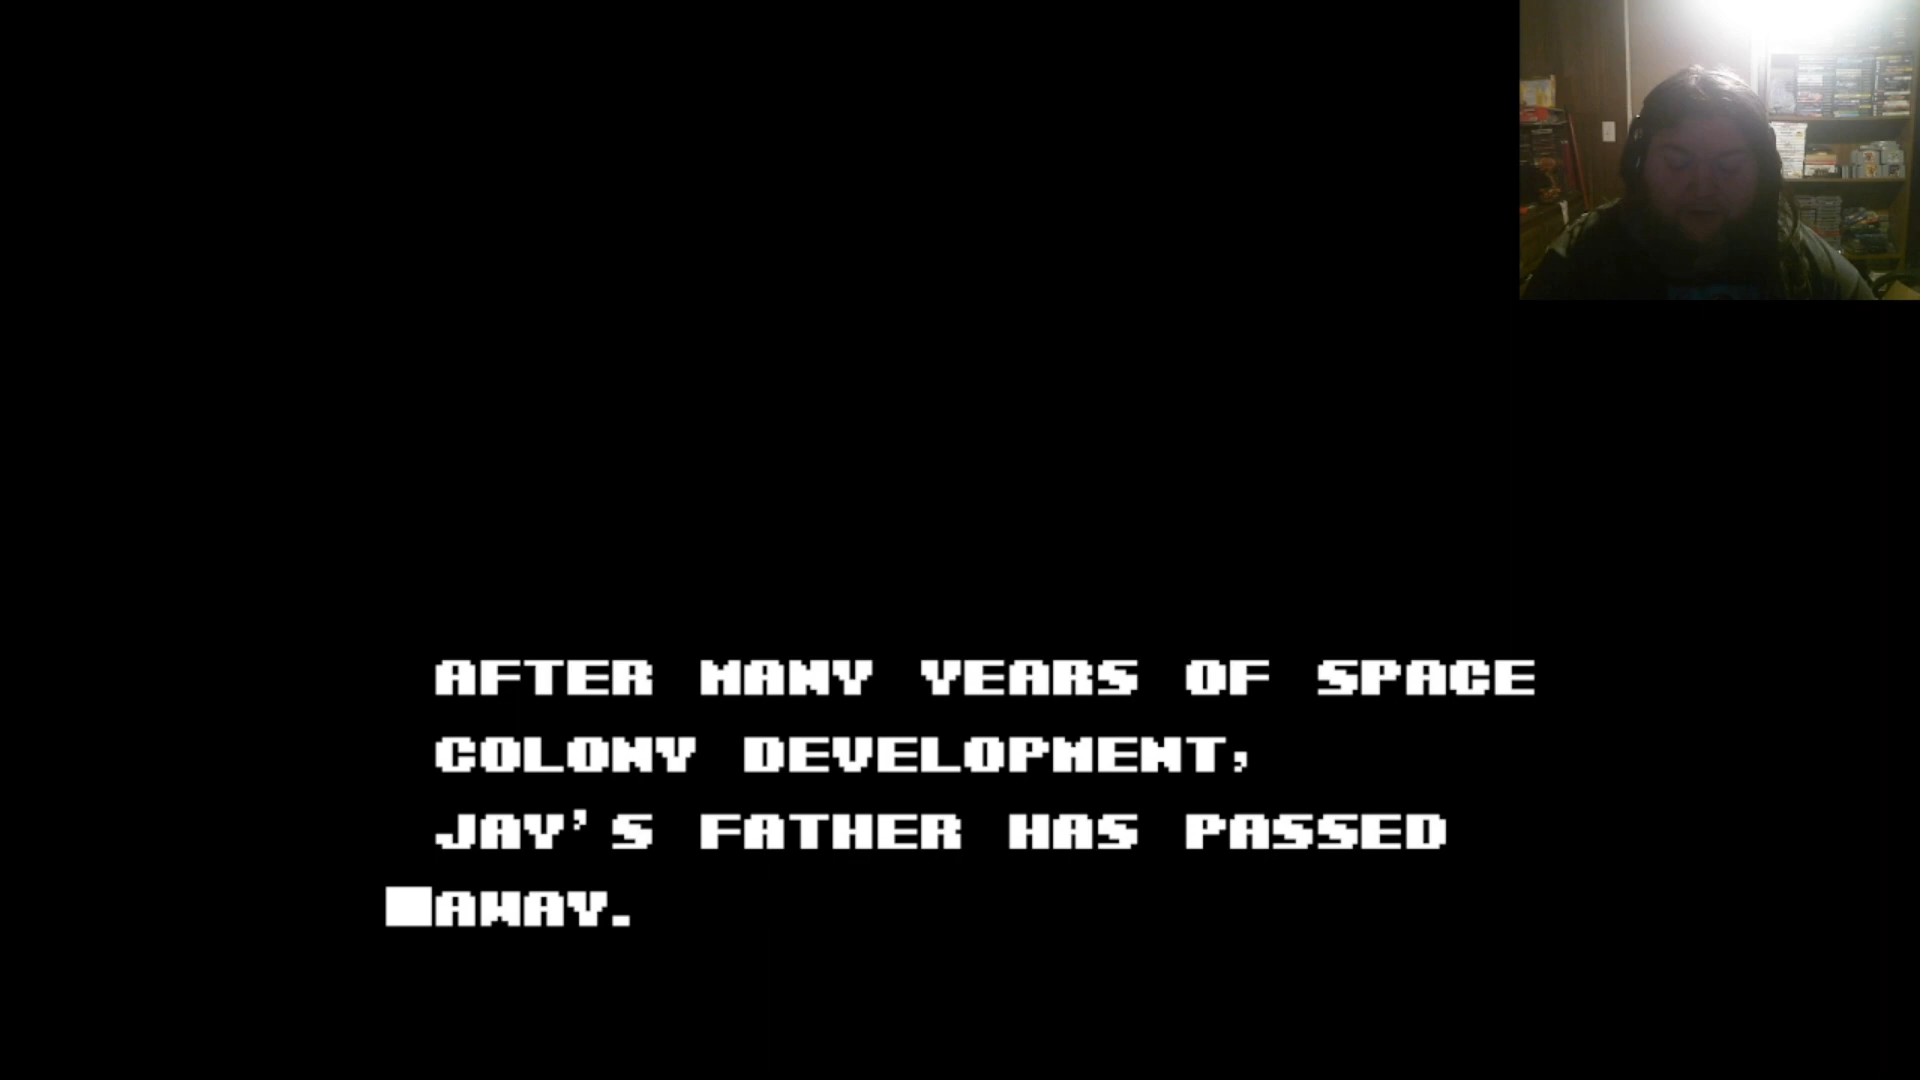 AFTER MANY YEARS OF SPACE
COLONY DEVELOPMENT,
JAY'S FATHER HAS PASSED
AWAY.